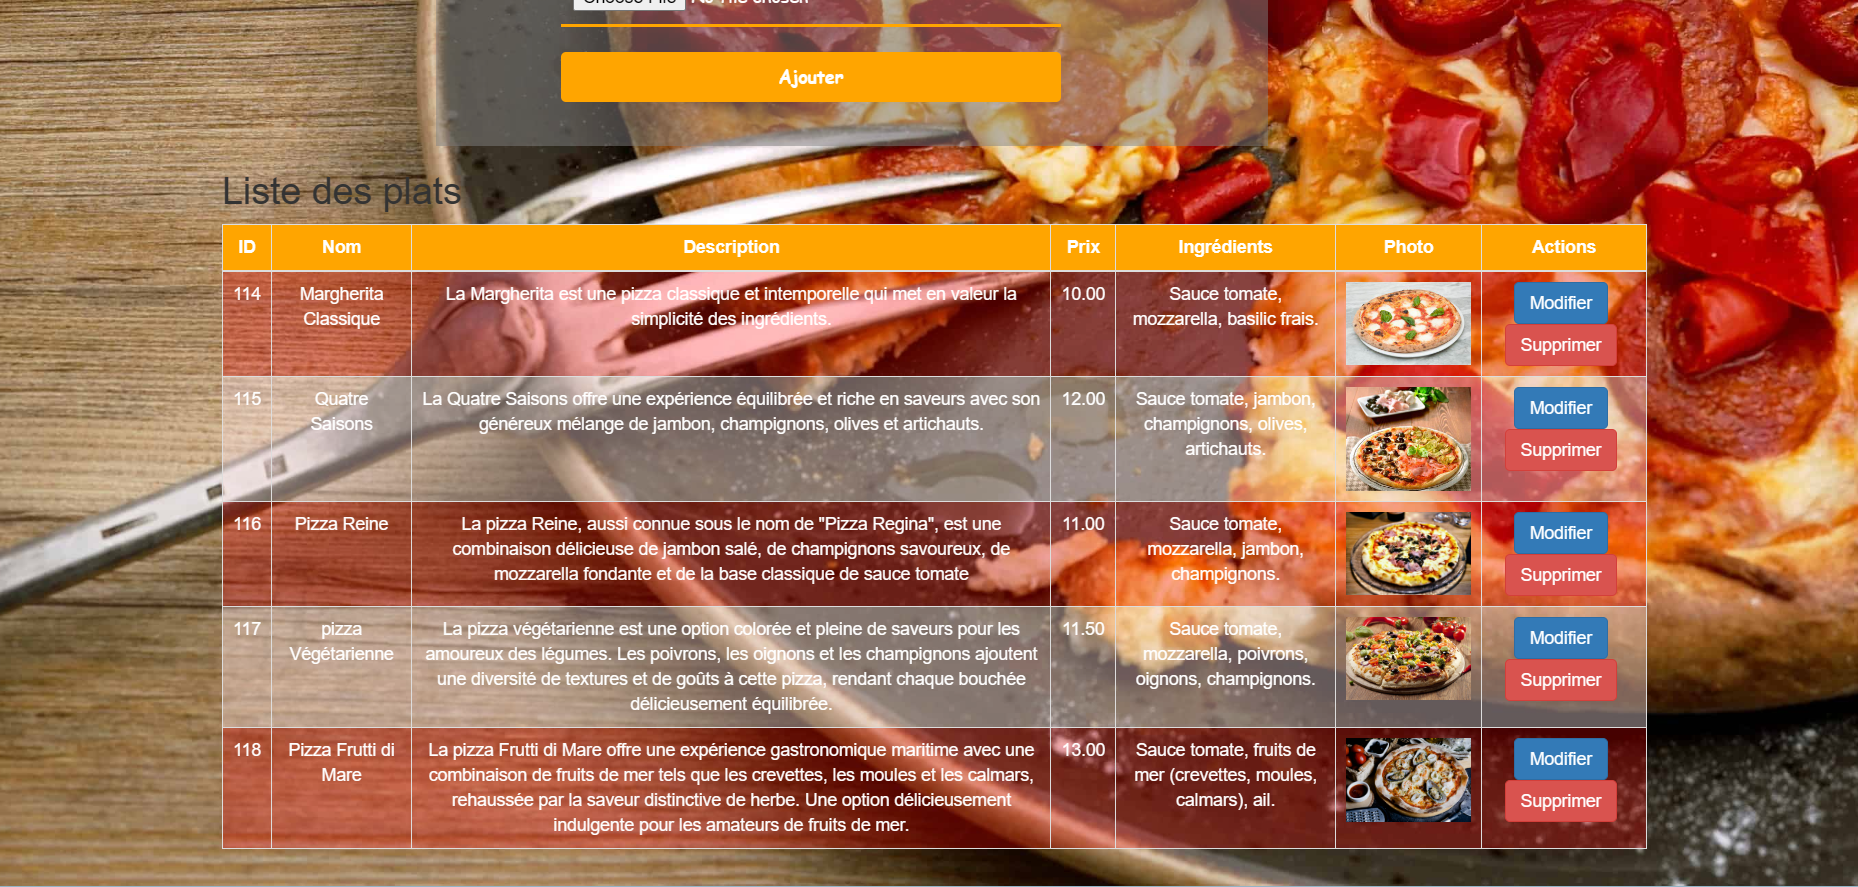 Choose File No file chosen
Ajouter
Liste des plats
ID Nom Description Prix Ingrédients Photo Actions
114 Margherita La Margherita est une pizza classique et intemporelle qui met en valeur la 10.00 Sauce tomate, Modifier
Classique simplicité des ingrédients. mozzarella, basilic frais. Supprimer
115 Quatre La Quatre Saisons offre une expérience équilibrée et riche en saveurs avec son 12.00 Sauce tomate, jambon, Modifier
Saisons généreux mélange de jambon, champignons, olives et artichauts. champignons, olives, Supprimer
artichauts.
116 Pizza Reine La pizza Reine, aussi connue sous le nom de "Pizza Regina", est une 11.00 Sauce tomate, Modifier
combinaison délicieuse de jambon salé, de champignons savoureux, de mozzarella, jambon, Supprimer
mozzarella fondante et de la base classique de sauce tomate champignons.
117 pizza La pizza végétarienne est une option colorée et pleine de saveurs pour les 11.50 Sauce tomate, Modifier
Végétarienne amoureux des légumes. Les poivrons, les oignons et les champignons ajoutent mozzarella, poivrons, Supprimer
une diversité de textures et de goûts à cette pizza, rendant chaque bouchée oignons, champignons.
délicieusement équilibrée.
118 Pizza Frutti di La pizza Frutti di Mare offre une expérience gastronomique maritime avec une 13.00 Sauce tomate, fruits de Modifier
Mare combinaison de fruits de mer tels que les crevettes, les moules et les calmars, mer (crevettes, moules, Supprimer
rehaussée par la saveur distinctive de herbe. Une option délicieusement calmars), ail.
indulgente pour les amateurs de fruits de mer.